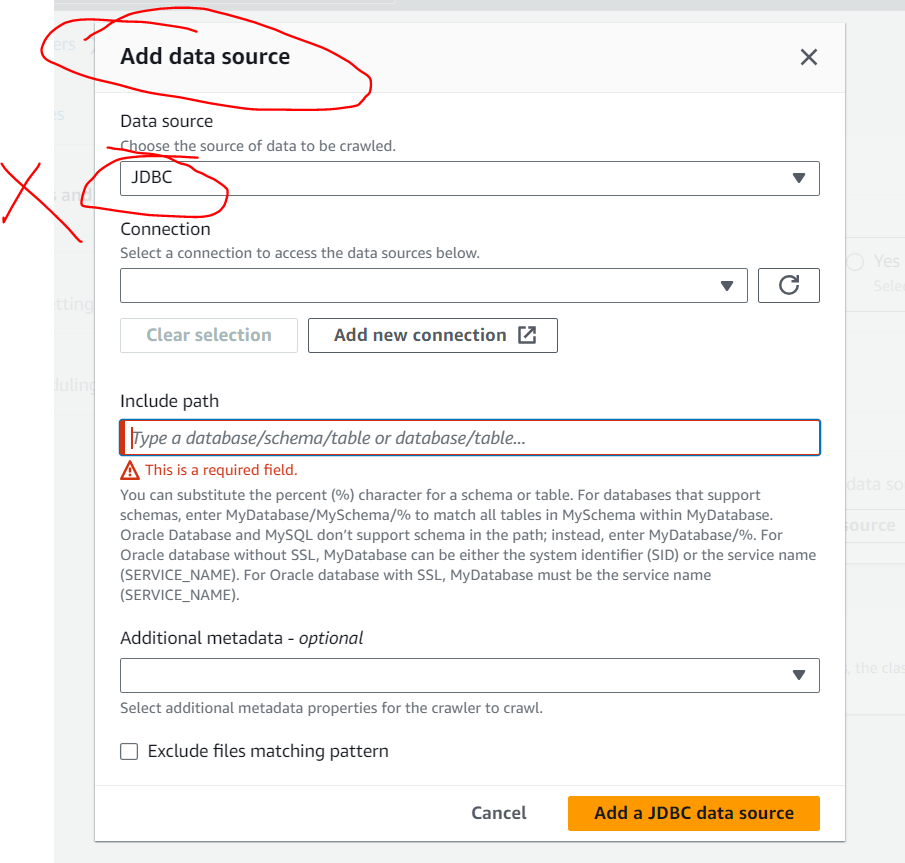 ers
Add data source
es
Data source
Choose the source of data to be crawled.
JDBC
s and
Connection
Select a connection to access the data sources below.
Yes
Selec
etting
Clear selection
Add new connection
duling
Include path
Type a database/schema/table or database/table...
This is a required field.
data so
You can substitute the percent (%) character for a schema or table. For databases that support
schemas, enter MyDatabase/MySchema/% to match all tables in MySchema within MyDatabase.
source
Oracle Database and MySQL don't support schema in the path; instead, enter MyDatabase/%. For
Oracle database without SSL, MyDatabase can be either the system identifier (SID) or the service name
(SERVICE_NAME). For Oracle database with SSL, MyDatabase must be the service name
(SERVICE_NAME).
Additional metadata - optional
s, the clas
Select additional metadata properties for the crawler to crawl.
Exclude files matching pattern
Cancel
Add a JDBC data source